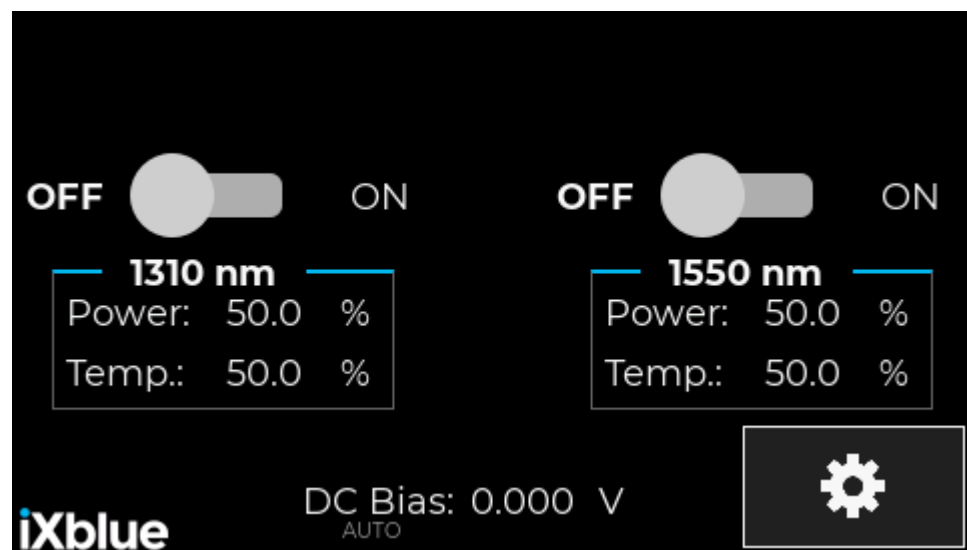 OFF ON OFF ON
1310 nm 1550 nm
Power: 50.0 % Power: 50.0 %
Temp.: 50.0 % Temp.: 50.0 %
DC Bias: 0.000 V
AUTO
iXblue